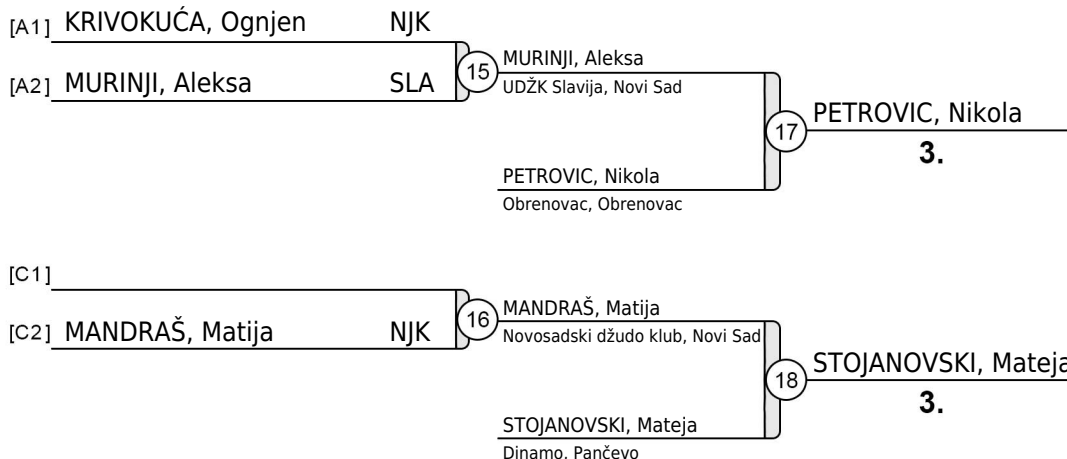 [A1] KRIVOKUĆA, Ognjen NJK
[A2] MURINJI, Aleksa SLA
15
MURINJI, Aleksa
UDŽK Slavija, Novi Sad
PETROVIC, Nikola
Obrenovac, Obrenovac
17
PETROVIC, Nikola
3.
[C1]
[C2] MANDRAŠ, Matija NJK
16
MANDRAŠ, Matija
Novosadski džudo klub, Novi Sad
STOJANOVSKI, Mateja
Dinamo, Pančevo
18
STOJANOVSKI, Mateja
3.